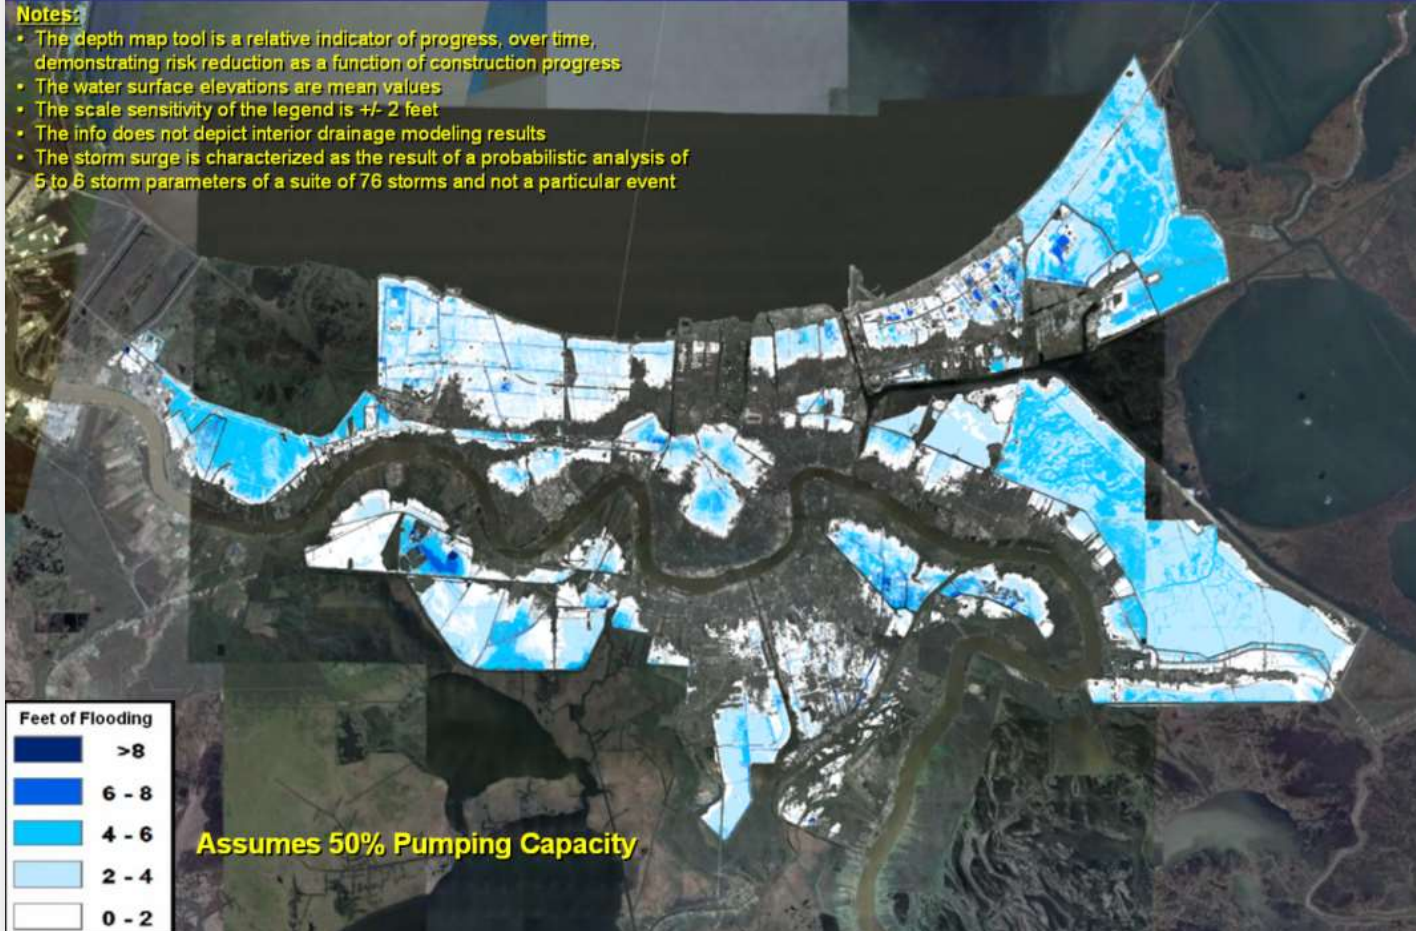 Notes:
• The depth map tool is a relative indicator of progress, over time,
demonstrating risk reduction as a function of construction progress
• The water surface elevations are mean values
• The scale sensitivity of the legend is +/- 2 feet
• The info does not depict interior drainage modeling results
• The storm surge is characterized as the result of a probabilistic analysis of
5 to 6 storm parameters of a suite of 76 storms and not a particular event
Feet of Flooding
>8
6 - 8
4 - 6
2 - 4
0 - 2
Assumes 50% Pumping Capacity